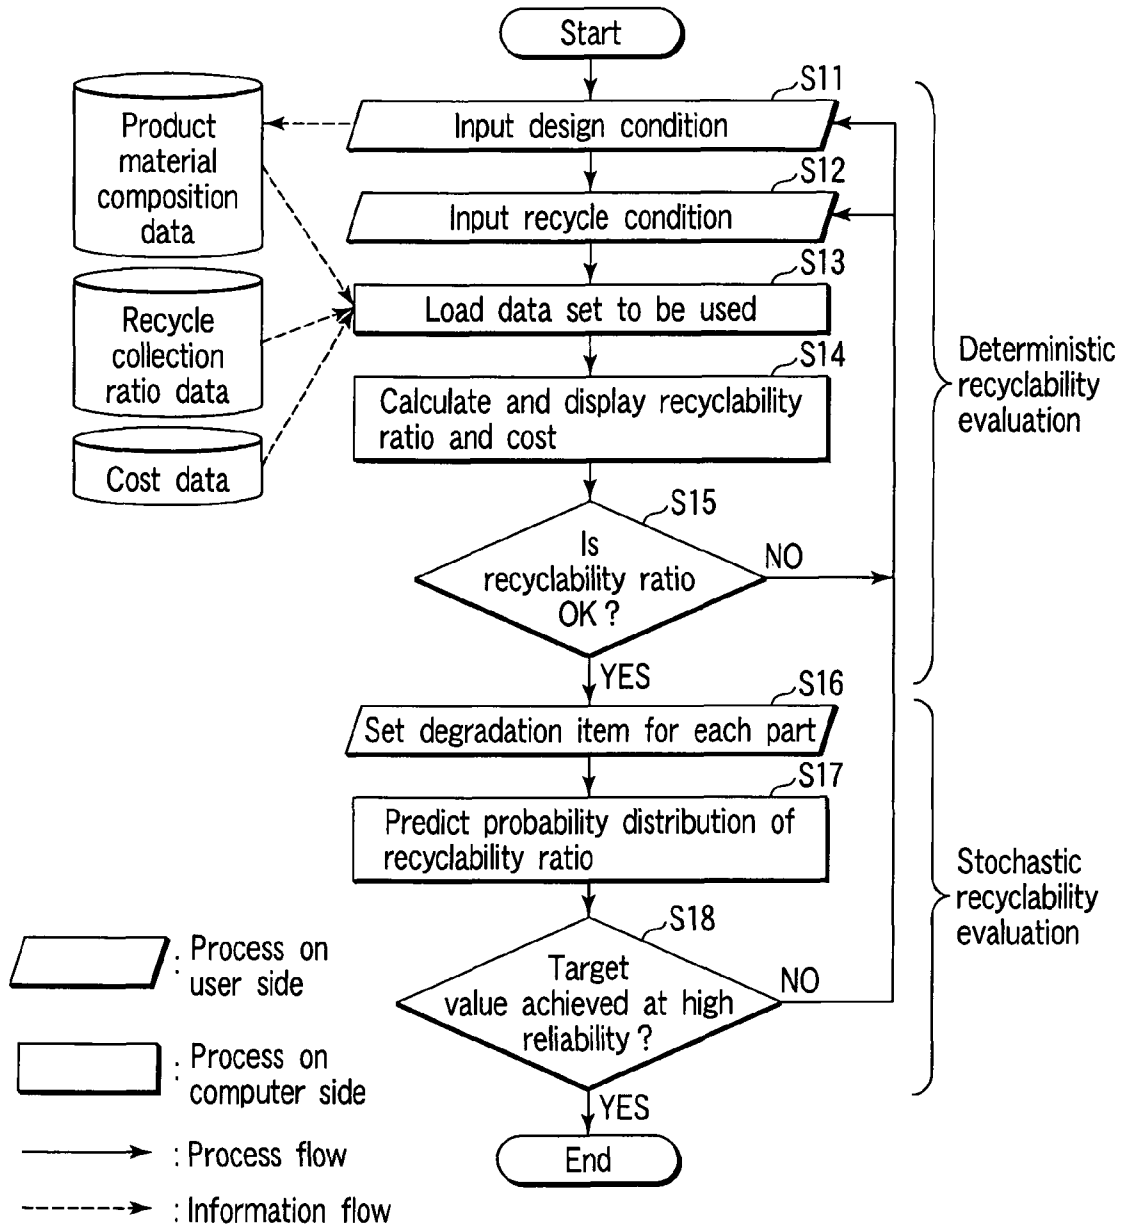 Start
S11
Input design condition
Product
material
composition
data
S12
Input recycle condition
S13
Load data set to be used
Recycle
collection
ratio data
S14
Calculate and display recyclability
ratio and cost
Cost data
Deterministic
recyclability
evaluation
S15
Is
recyclability ratio
OK ?
NO
YES
S16
Set degradation item for each part
S17
Predict probability distribution of
recyclability ratio
Stochastic
recyclability
evaluation
S18
Target
value achieved at high
reliability ?
NO
YES
End
: Process on
user side
: Process on
computer side
: Process flow
: Information flow